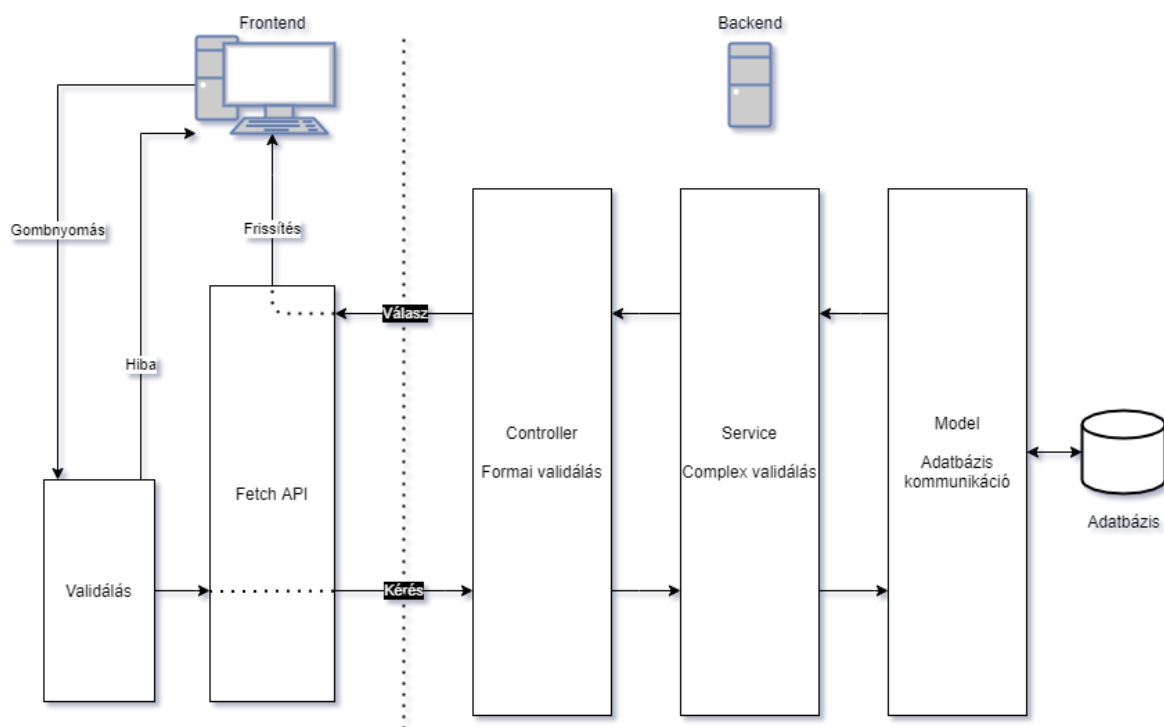 Frontend
Backend
Gombnyomás
Frissítés
Hiba
Válasz
Kérés
Validálás
Fetch API
Controller
Formai validálás
Service
Complex validálás
Model
Adatbázis
kommunikáció
Adatbázis